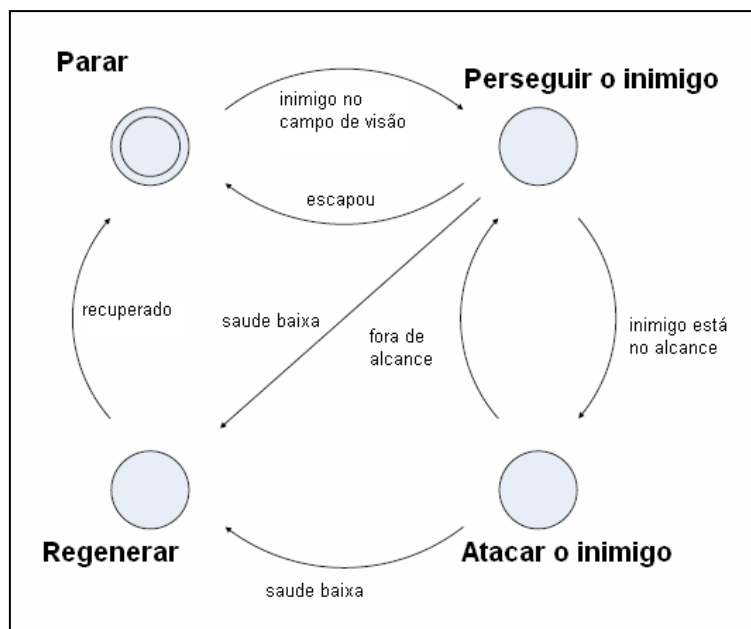 Parar
Perseguir o inimigo
inimigo no
campo de visão
escapou
recuperado
saude baixa
fora de
alcance
inimigo está
no alcance
Regenerar
Atacar o inimigo
saude baixa